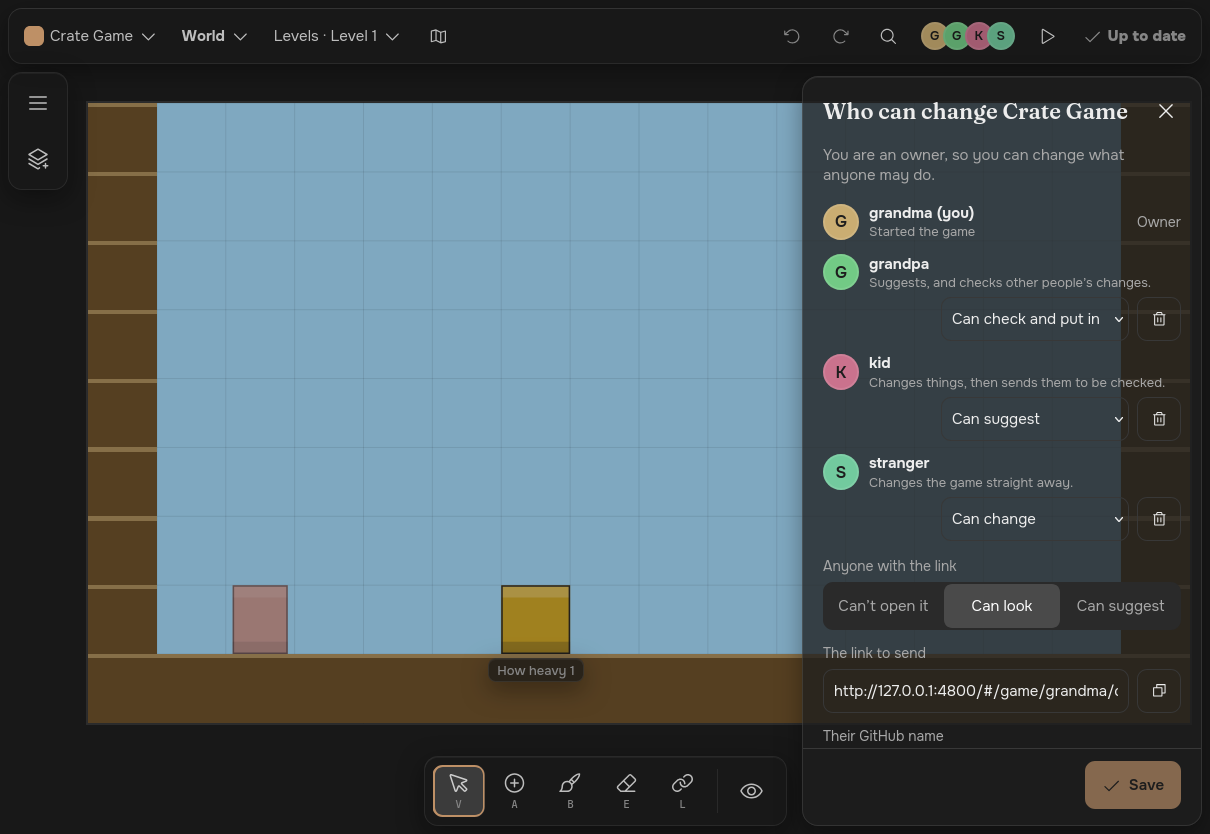 Crate Game
World
Levels · Level 1
G G K S
Up to date
Who can change Crate Game
You are an owner, so you can change what
anyone may do.
G
grandma (you)
Started the game
Owner
G
grandpa
Suggests, and checks other people's changes.
Can check and put in
K
kid
Changes things, then sends them to be checked.
Can suggest
S
stranger
Changes the game straight away.
Can change
Anyone with the link
Can't open it
Can look
Can suggest
The link to send
http://127.0.0.1:4800/#/game/grandma/
Their GitHub name
Save
How heavy 1
V
A
B
E
L